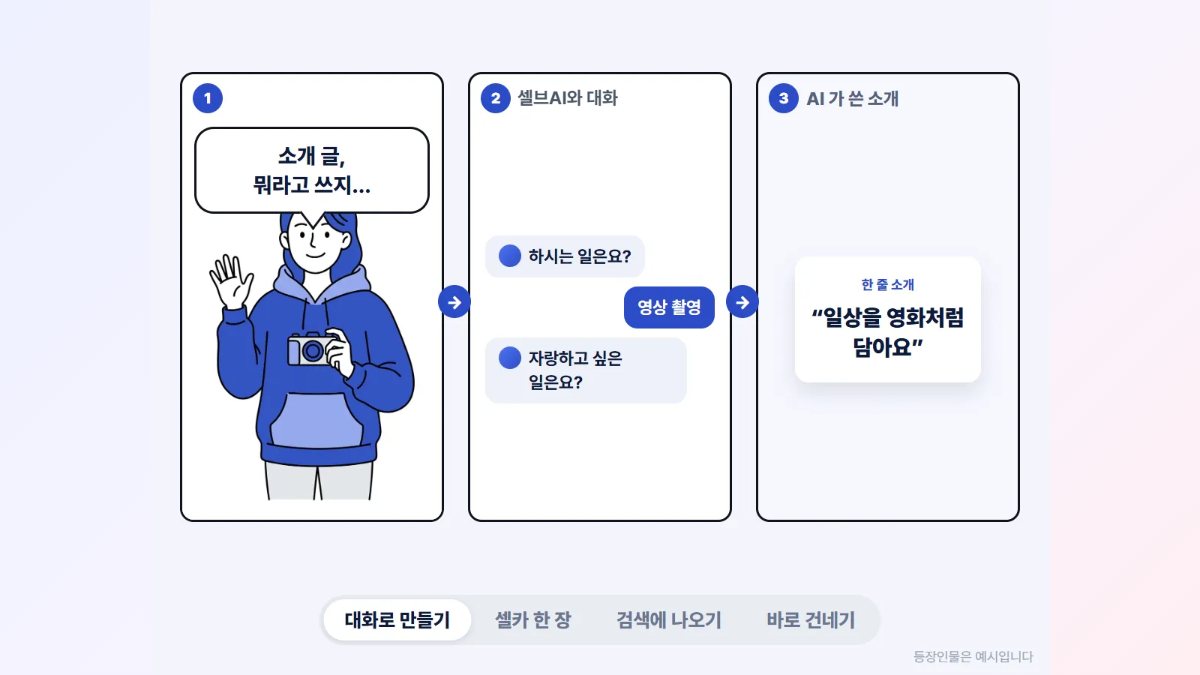 1
소개 글,
뭐라고 쓰지...
2 셀브AI와 대화
하시는 일은요?
영상 촬영
자랑하고 싶은
일은요?
3 AI 가 쓴 소개
한 줄 소개
“일상을 영화처럼
담아요”
대화로 만들기 셀카 한 장 검색에 나오기 바로 건네기
등장인물은 예시입니다